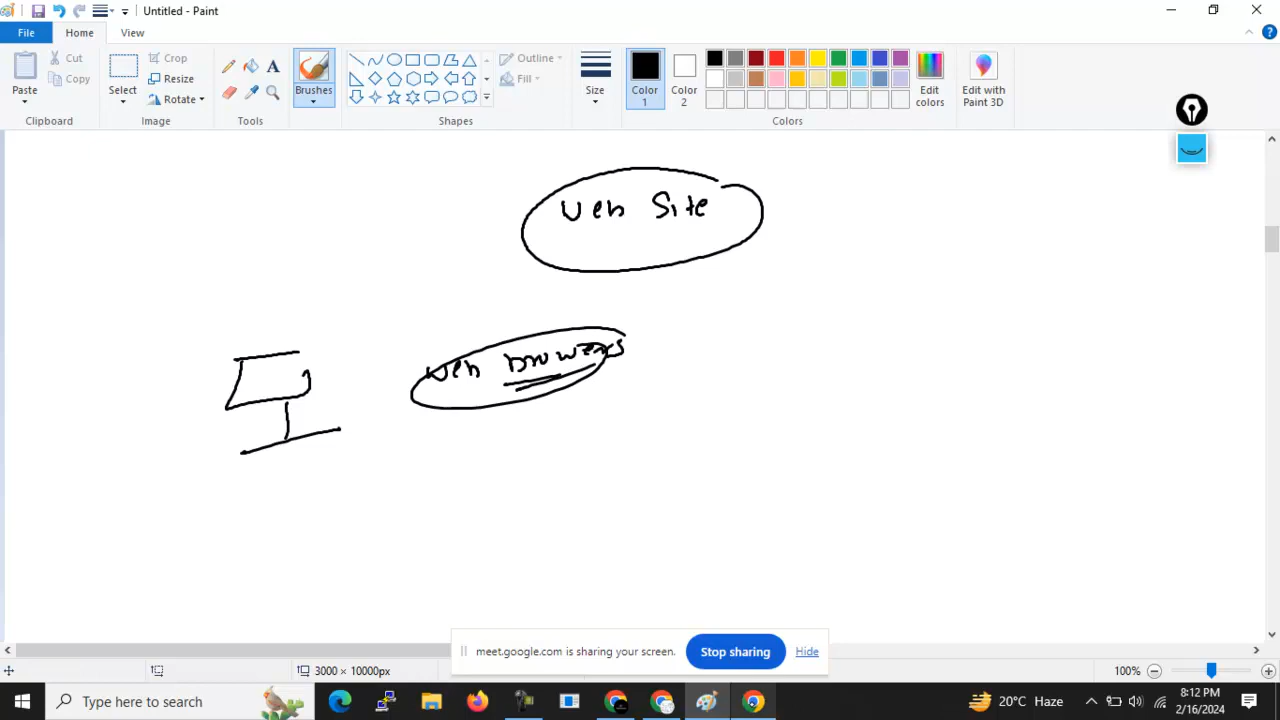 Untitled - Paint
File Home View
Paste Cut Copy
Select Crop Resize Rotate
Brushes
Outline
Fill
Size
Color 1
Color 2
Edit colors
Edit with Paint 3D
Clipboard Image Tools Shapes Colors
Web Site
Web browers
meet.google.com is sharing your screen. Stop sharing Hide
3000 × 10000px 100%
Type here to search
20°C Haze
8:12 PM
2/16/2024